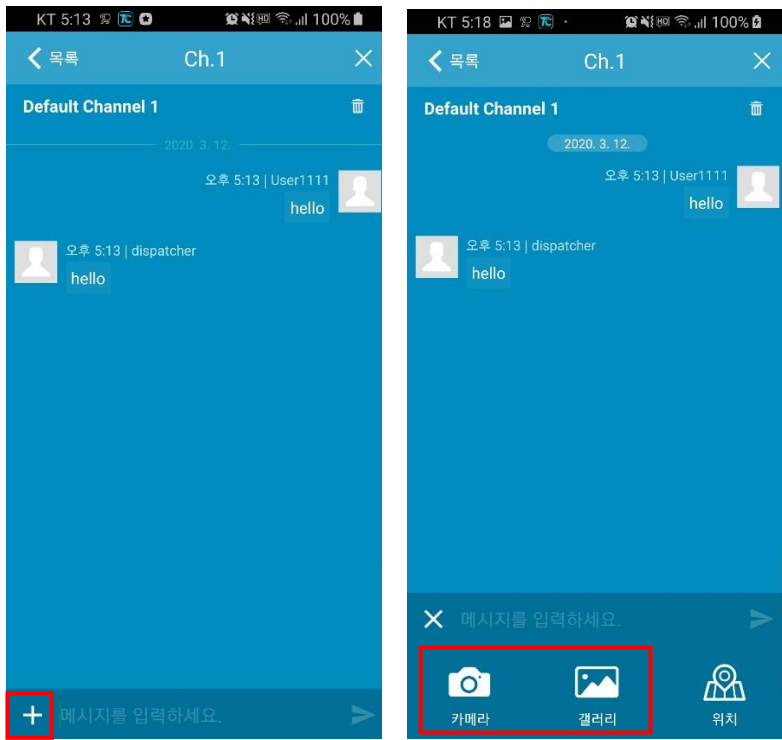 KT 5:13 100%
목록 Ch.1
Default Channel 1
2020. 3. 12.
오후 5:13 | User1111
hello
오후 5:13 | dispatcher
hello
메시지를 입력하세요.
KT 5:18 100%
목록 Ch.1
Default Channel 1
2020. 3. 12.
오후 5:13 | User1111
hello
오후 5:13 | dispatcher
hello
메시지를 입력하세요.
카메라 갤러리 위치